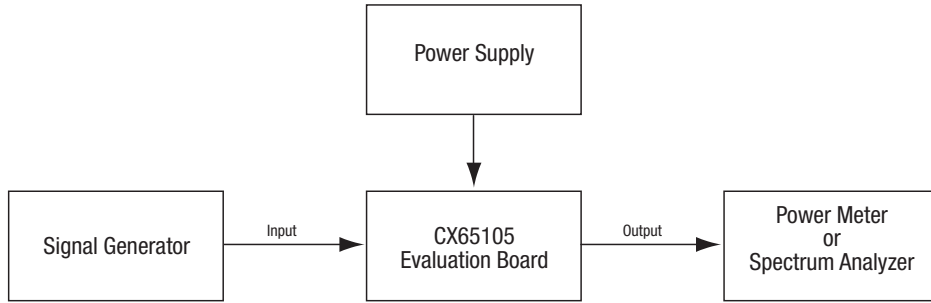 Power Supply
Signal Generator
Input
CX65105
Evaluation Board
Output
Power Meter
or
Spectrum Analyzer